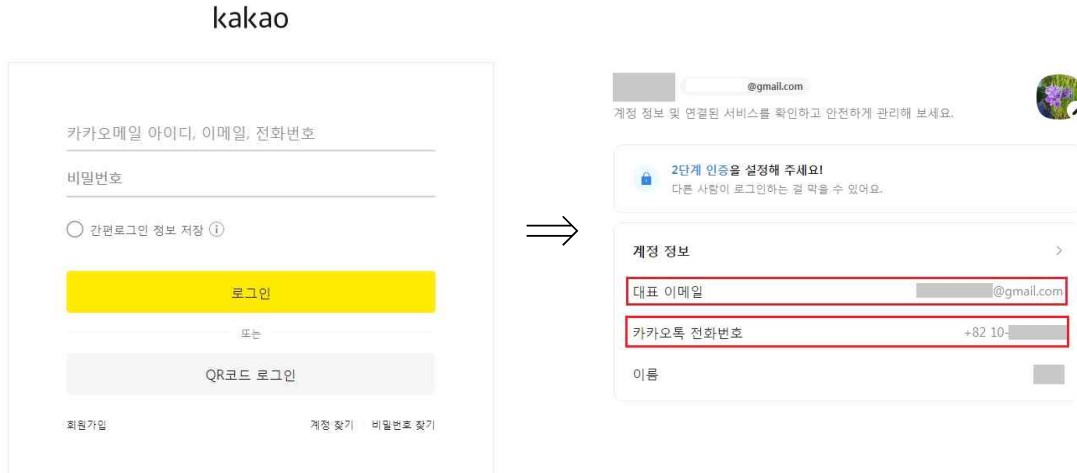 kakao
카카오메일 아이디, 이메일, 전화번호
비밀번호
간편로그인 정보 저장
로그인
또는
QR코드 로그인
회원가입 계정 찾기 비밀번호 찾기
@gmail.com
계정 정보 및 연결된 서비스를 확인하고 안전하게 관리해 보세요.
2단계 인증을 설정해 주세요!
다른 사람이 로그인하는 걸 막을 수 있어요.
계정 정보
대표 이메일 @gmail.com
카카오톡 전화번호 +82 10-
이름